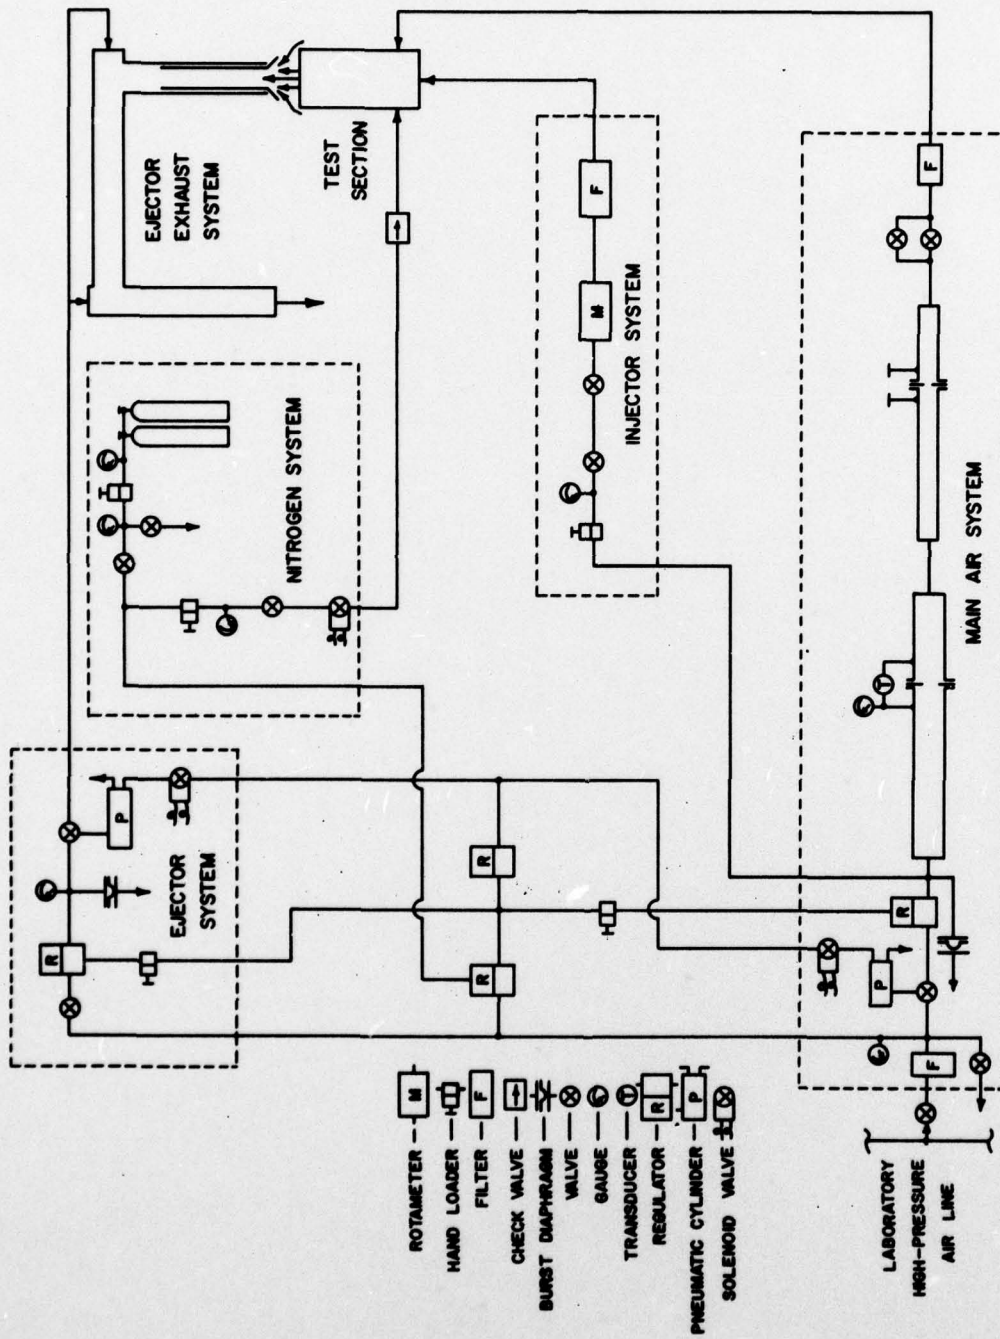 EJECTOR
EXHAUST
SYSTEM
TEST
SECTION
NITROGEN SYSTEM
F
M
INJECTOR SYSTEM
F
MAIN AIR SYSTEM
T
P
R
EJECTOR
SYSTEM
R
R
R
P
F
ROTAMETER — M
HAND LOADER —
FILTER — F
CHECK VALVE —
BURST DIAPHRAGM —
VALVE —
GAUGE —
TRANSDUCER — T
REGULATOR — R
PNEUMATIC CYLINDER — P
SOLENOID VALVE —
LABORATORY
HIGH-PRESSURE
AIR LINE